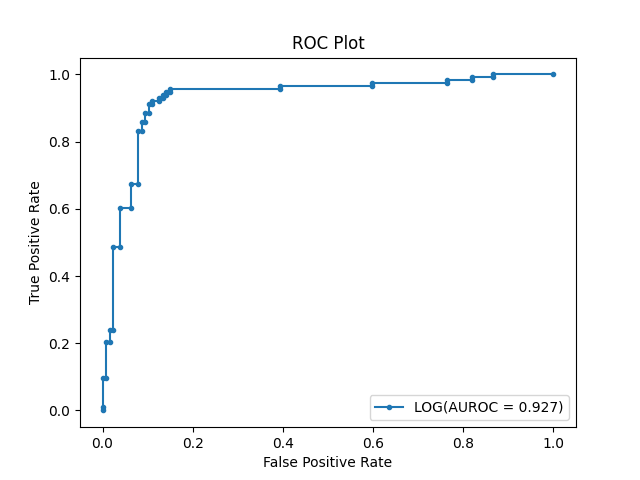 ROC Plot
True Positive Rate
1.0
0.8
0.6
0.4
0.2
0.0
LOG(AUROC = 0.927)
0.0 0.2 0.4 0.6 0.8 1.0
False Positive Rate